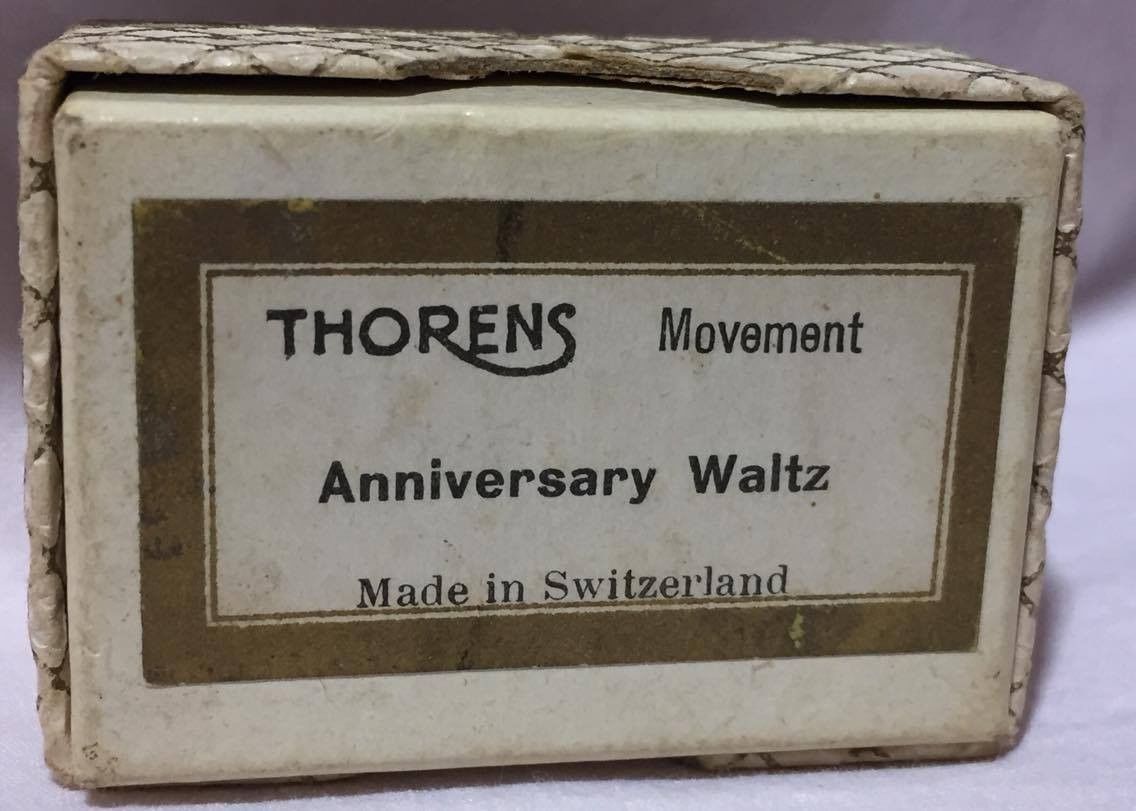 THORENS Movement
Anniversary Waltz
Made in Switzerland